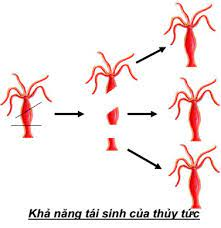 Khả năng tái sinh của thủy tức